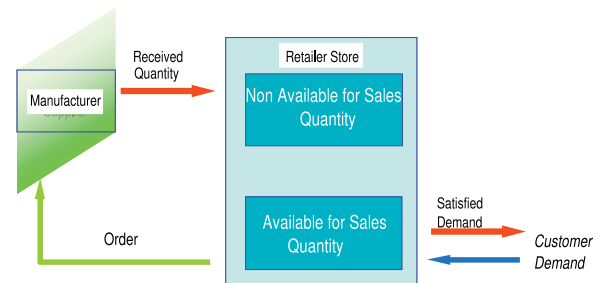 Received
Quantity
Retailer Store
Manufacturer
Supplier
Non Available for Sales
Quantity
Available for Sales
Quantity
Satisfied
Demand
Order
Customer
Demand